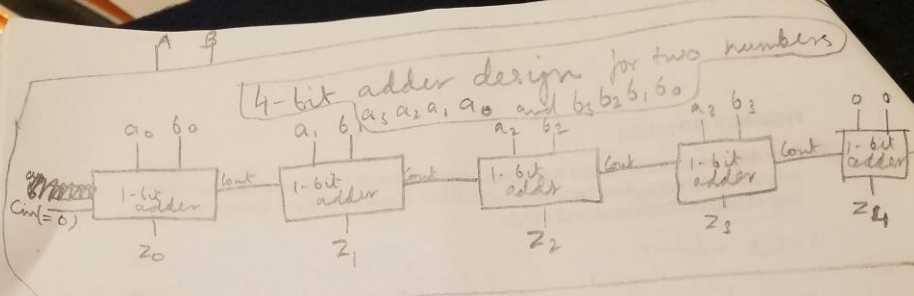 A B
4-bit adder design for two numbers
a3 a2 a1 a0 and b3 b2 b1 b0
a0 b0 a1 b1 a2 b2 a3 b3 0 0
Cin(=0) 1-bit adder Cout 1-bit adder Cout 1-bit adder Cout 1-bit adder Cout 1-bit adder
Z0 Z1 Z2 Z3 Z4